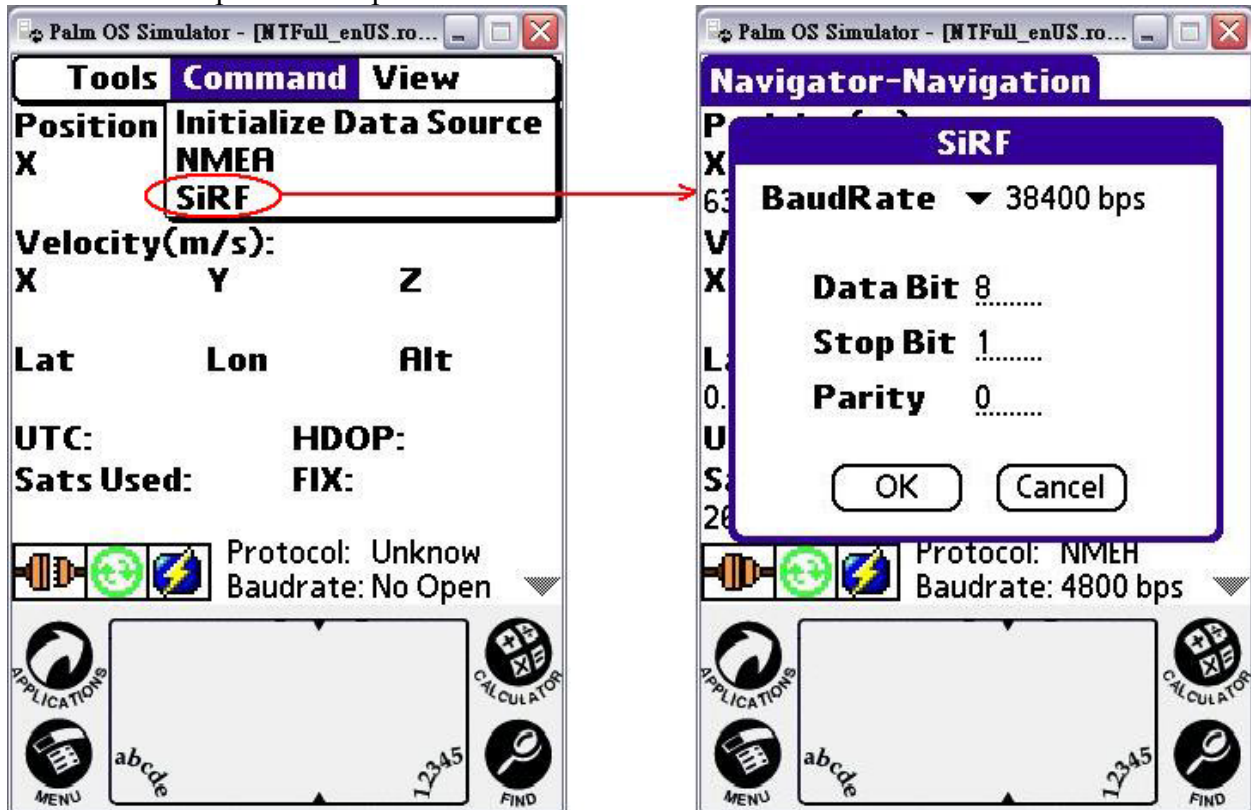 Palm OS Simulator - [NTFull_enUS.ro...
Tools Command View
Position Initialize Data Source
X NMEA
SiRF
Velocity(m/s):
X Y Z
Lat Lon Alt
UTC: HDOP:
Sats Used: FIX:
Protocol: Unknow
Baudrate: No Open
APPLICATIONS
CALCULATOR
MENU
abcde
12345
FIND
Palm OS Simulator - [NTFull_enUS.ro...
Navigator-Navigation
SiRF
X
63
BaudRate 38400 bps
V
X
Data Bit 8
Stop Bit 1
L
0.
Parity 0
U
S
26
OK Cancel
Protocol: NMEA
Baudrate: 4800 bps
APPLICATIONS
CALCULATOR
MENU
abcde
12345
FIND